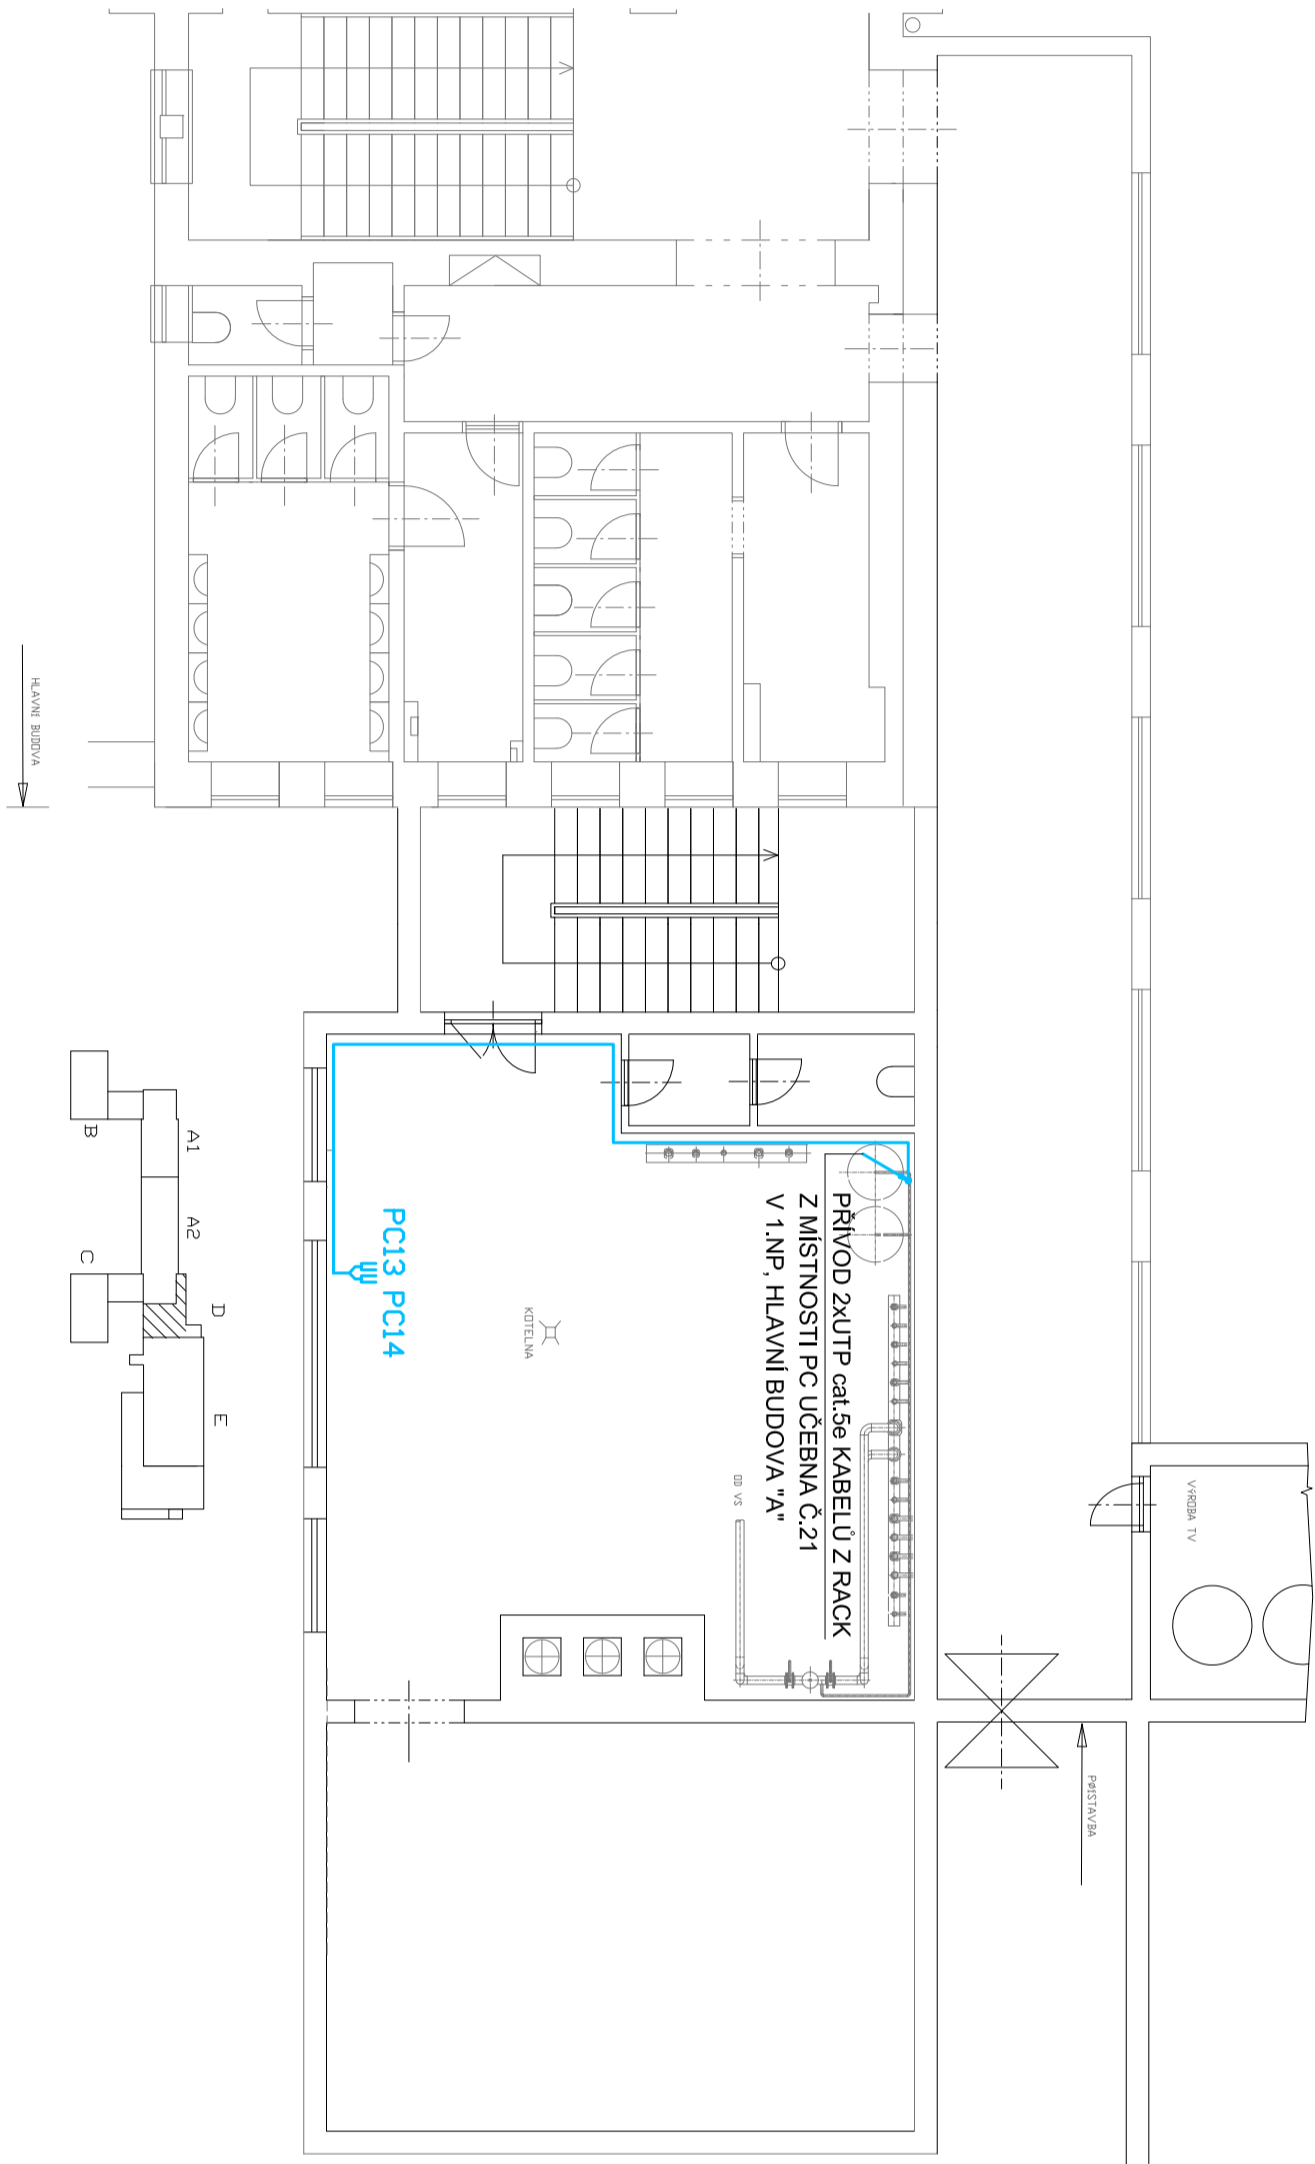 HLAVNÍ BUDOVA
A1
A2
B
C
D
E
PC13 PC14
KOTELNA
PŘÍVOD 2xUTP cat.5e KABELŮ Z RACK
Z MÍSTNOSTI PC UČEBNA Č.21
V 1.NP, HLAVNÍ BUDOVA "A"
OD VS
VÝROBA TV
PøÍSTAVBA